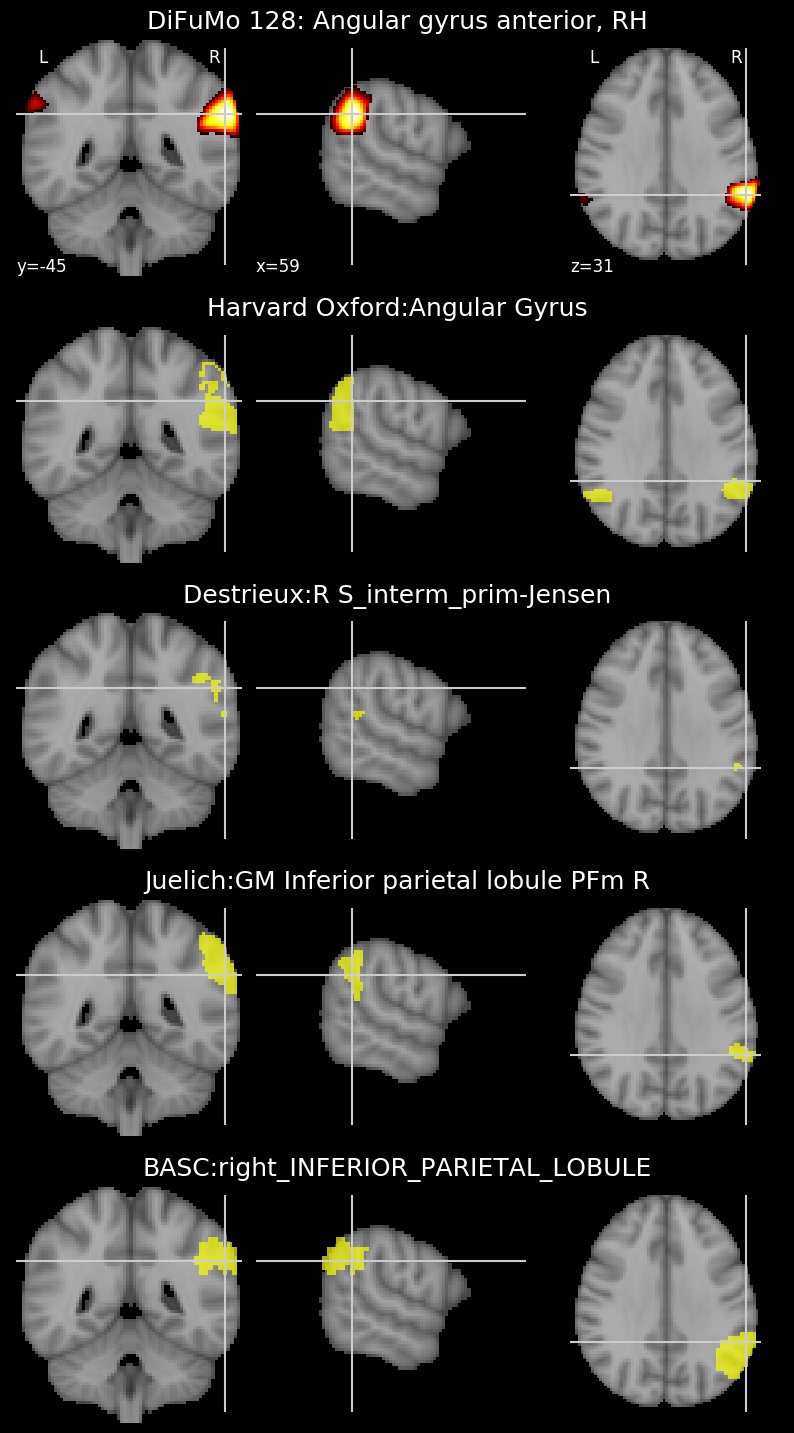 DiFuMo 128: Angular gyrus anterior, RH
L R L R
y=-45 x=59 z=31
Harvard Oxford:Angular Gyrus
Destrieux:R S_interm_prim-Jensen
Juelich:GM Inferior parietal lobule PFm R
BASC:right_INFERIOR_PARIETAL_LOBULE